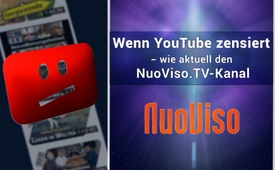 Wenn YouTube zensiert
– wie aktuell den
NuoViso.TV-Kanal
NuoViso